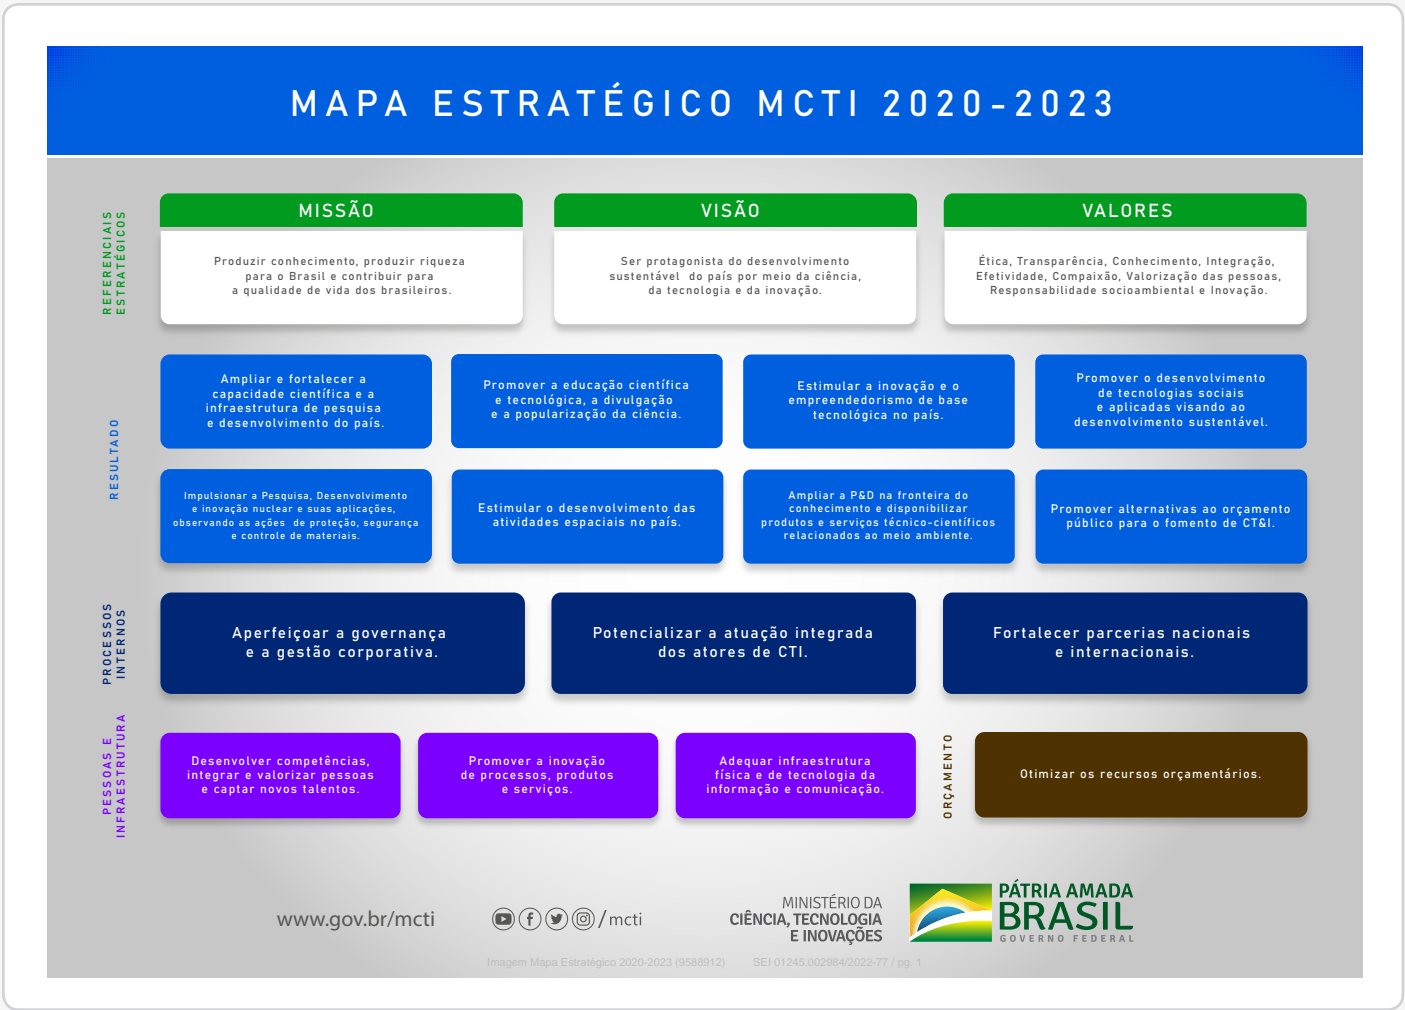 MAPA ESTRATÉGICO MCTI 2020-2023
REFERENCIAIS
ESTRATÉGICOS
MISSÃO
Produzir conhecimento, produzir riqueza
para o Brasil e contribuir para
a qualidade de vida dos brasileiros.
VISÃO
Ser protagonista do desenvolvimento
sustentável do país por meio da ciência,
da tecnologia e da inovação.
VALORES
Ética, Transparência, Conhecimento, Integração,
Efetividade, Compaixão, Valorização das pessoas,
Responsabilidade socioambiental e Inovação.
RESULTADO
Ampliar e fortalecer a
capacidade científica e a
infraestrutura de pesquisa
e desenvolvimento do país.
Promover a educação científica
e tecnológica, a divulgação
e a popularização da ciência.
Estimular a inovação e o
empreendedorismo de base
tecnológica no país.
Promover o desenvolvimento
de tecnologias sociais
e aplicadas visando ao
desenvolvimento sustentável.
Impulsionar a Pesquisa, Desenvolvimento
e inovação nuclear e suas aplicações,
observando as ações de proteção, segurança
e controle de materiais.
Estimular o desenvolvimento das
atividades espaciais no país.
Ampliar a P&D na fronteira do
conhecimento e disponibilizar
produtos e serviços técnico-científicos
relacionados ao meio ambiente.
Promover alternativas ao orçamento
público para o fomento de CT&I.
PROCESSOS
INTERNOS
Aperfeiçoar a governança
e a gestão corporativa.
Potencializar a atuação integrada
dos atores de CTI.
Fortalecer parcerias nacionais
e internacionais.
PESSOAS E
INFRAESTRUTURA
Desenvolver competências,
integrar e valorizar pessoas
e captar novos talentos.
Promover a inovação
de processos, produtos
e serviços.
Adequar infraestrutura
física e de tecnologia da
informação e comunicação.
ORÇAMENTO
Otimizar os recursos orçamentários.
www.gov.br/mcti
/mcti
MINISTÉRIO DA
CIÊNCIA, TECNOLOGIA
E INOVAÇÕES
PÁTRIA AMADA
BRASIL
GOVERNO FEDERAL
Imagem Mapa Estratégico 2020-2023 (9588912) SEI 01245.002984/2022-77 / pg. 1